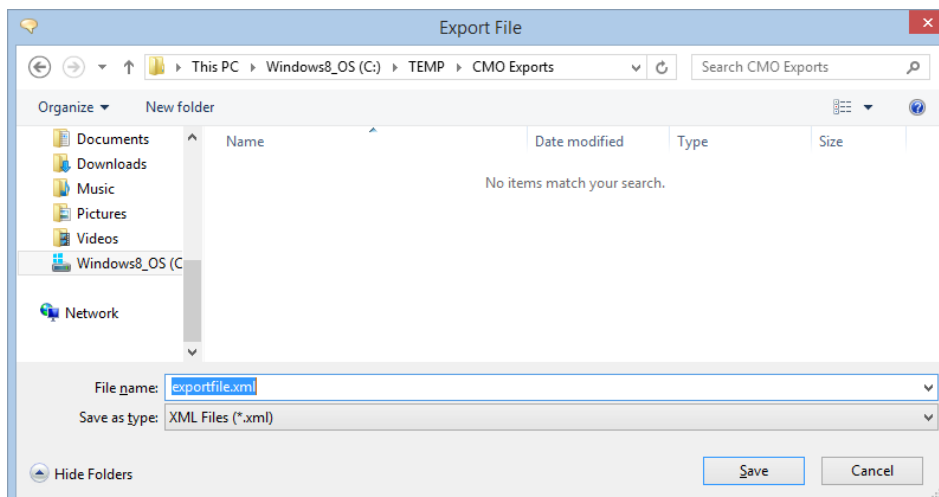 Export File
This PC Windows8_OS (C:) TEMP CMO Exports Search CMO Exports
Organize New folder
Documents Name Date modified Type Size
Downloads No items match your search.
Music
Pictures
Videos
Windows8_OS (C
Network
File name: exportfile.xml
Save as type: XML Files (*.xml)
Hide Folders Save Cancel